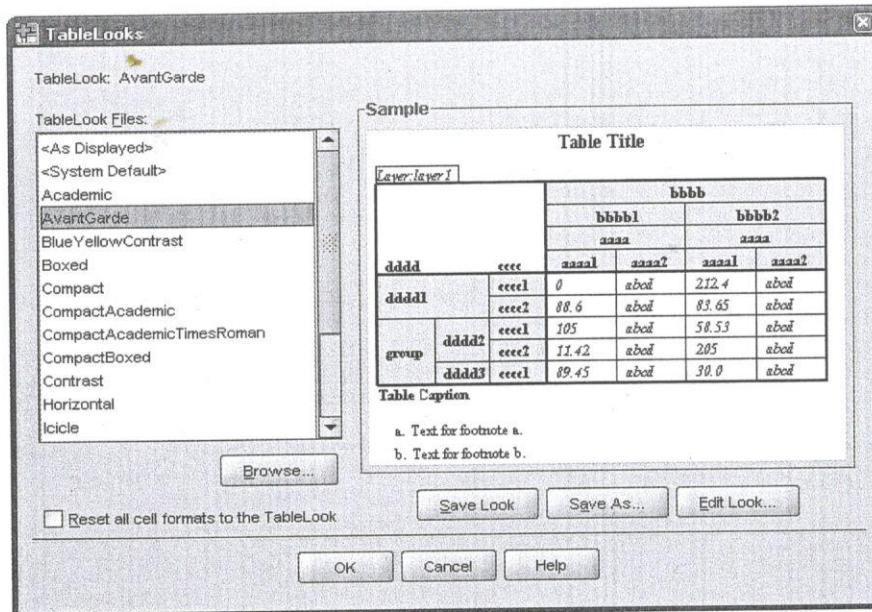 TableLooks
TableLook: AvantGarde
TableLook Files:
<As Displayed>
<System Default>
Academic
AvantGarde
BlueYellowContrast
Boxed
Compact
CompactAcademic
CompactAcademicTimesRoman
CompactBoxed
Contrast
Horizontal
Icicle
Browse...
Reset all cell formats to the TableLook
Sample
Table Title
Layer:layer1
bbbb
bbbb1 bbbb2
aaaa aaaa
dddd cccc aaaa1 aaaa2 aaaa1 aaaa2
dddd1 cccc1 0 abcd 212.4 abcd
cccc2 88.6 abcd 83.65 abcd
group dddd2 cccc1 105 abcd 58.53 abcd
cccc2 11.42 abcd 205 abcd
dddd3 cccc1 89.45 abcd 30.0 abcd
Table Caption
a. Text for footnote a.
b. Text for footnote b.
Save Look Save As... Edit Look...
OK Cancel Help